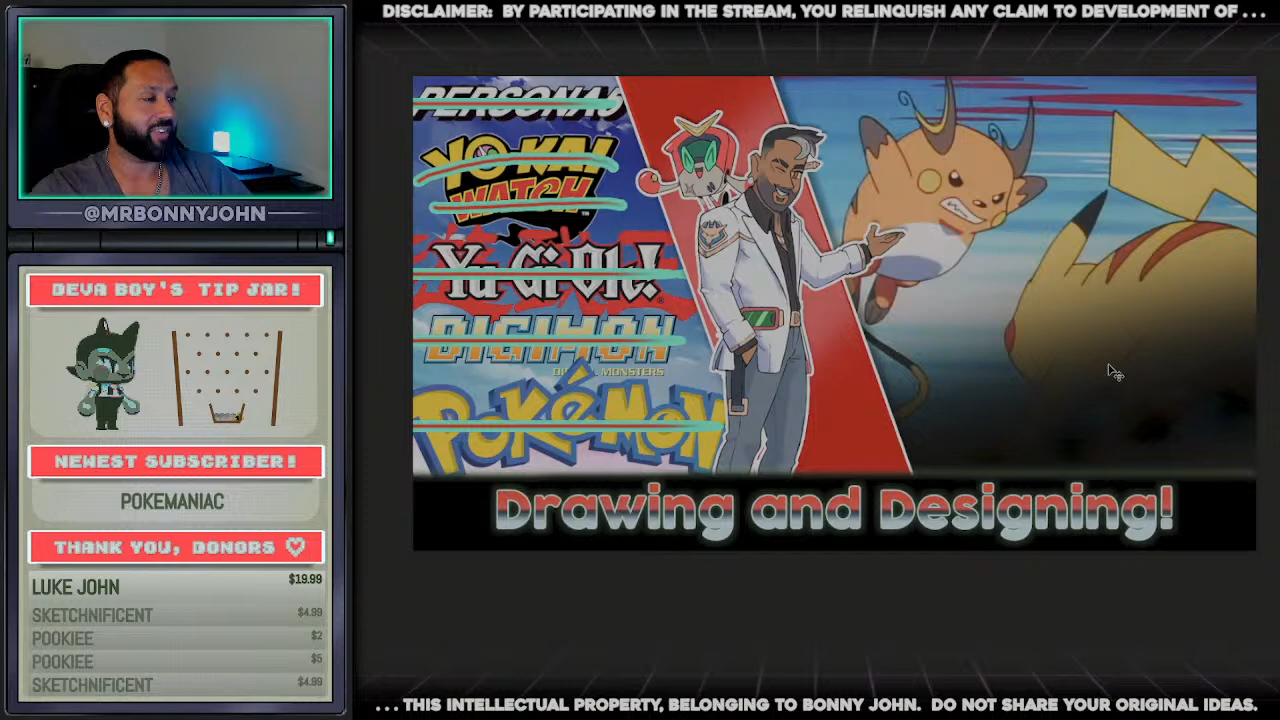 DISCLAIMER: BY PARTICIPATING IN THE STREAM, YOU RELINQUISH ANY CLAIM TO DEVELOPMENT OF . . .
@MRBONNYJOHN
DEVA BOY'S TIP JAR!
NEWEST SUBSCRIBER!
POKEMANIAC
THANK YOU, DONORS
LUKE JOHN $19.99
SKETCHNIFICENT $4.99
POOKIEE $2
POOKIEE $5
SKETCHNIFICENT $4.99
PERSONA5
YO-KAI
WATCH
Yu-Gi-Oh!
DIGIMON
MONSTERS
POKéMON
Drawing and Designing!
. . . THIS INTELLECTUAL PROPERTY, BELONGING TO BONNY JOHN. DO NOT SHARE YOUR ORIGINAL IDEAS.